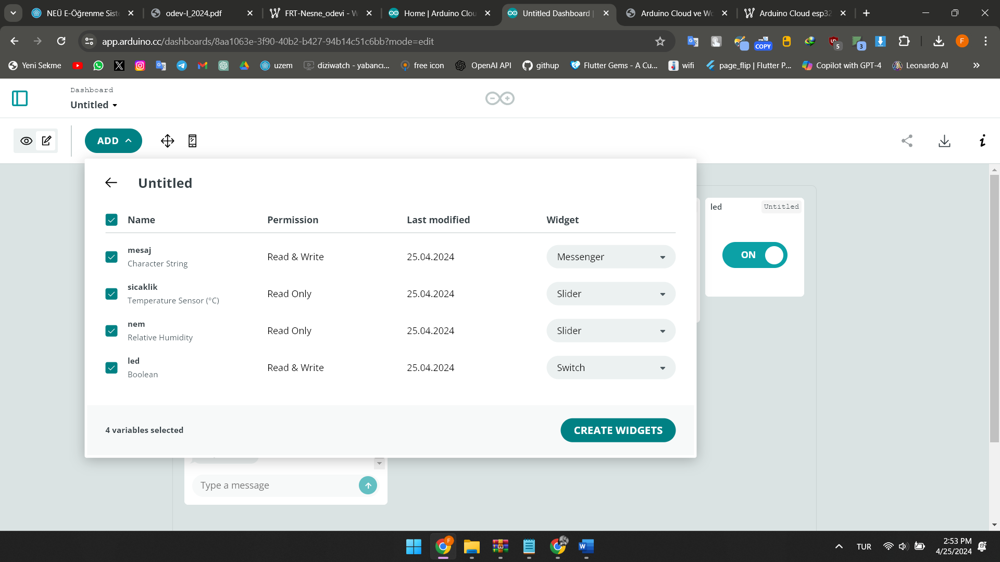 NEÜ E-Öğrenme Siste
odev-I_2024.pdf
FRT-Nesne_odevi - W
Home | Arduino Clou
Untitled Dashboard |
Arduino Cloud ve Wo
Arduino Cloud esp32
app.arduino.cc/dashboards/8aa1063e-3f90-40b2-b427-94b14c51c6bb?mode=edit
COPY
5
3
F
Yeni Sekme
uzem
diziwatch - yabancı...
free icon
OpenAI API
githup
Flutter Gems - A Cu...
wifi
page_flip | Flutter P...
Copilot with GPT-4
Leonardo AI
Dashboard
Untitled
ADD
Untitled
Name Permission Last modified Widget
mesaj
Character String
Read & Write 25.04.2024 Messenger
sicaklik
Temperature Sensor (°C)
Read Only 25.04.2024 Slider
nem
Relative Humidity
Read Only 25.04.2024 Slider
led
Boolean
Read & Write 25.04.2024 Switch
4 variables selected
CREATE WIDGETS
led
Untitled
ON
Type a message
F
W
TUR
2:53 PM
4/25/2024